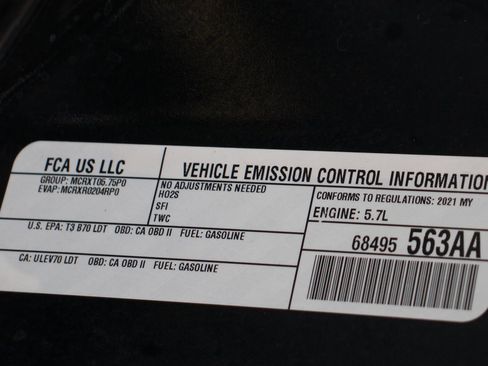 FCA US LLC
VEHICLE EMISSION CONTROL INFORMATION
GROUP: MCRXT05.75P0
EVAP: MCRXR0204RP0
NO ADJUSTMENTS NEEDED
HO2S
SFI
TWC
CONFORMS TO REGULATIONS: 2021 MY
ENGINE: 5.7L
U.S. EPA: T3 B70 LDT OBD: CA OBD II FUEL: GASOLINE
CA: ULEV70 LDT OBD: CA OBD II FUEL: GASOLINE
68495 563AA